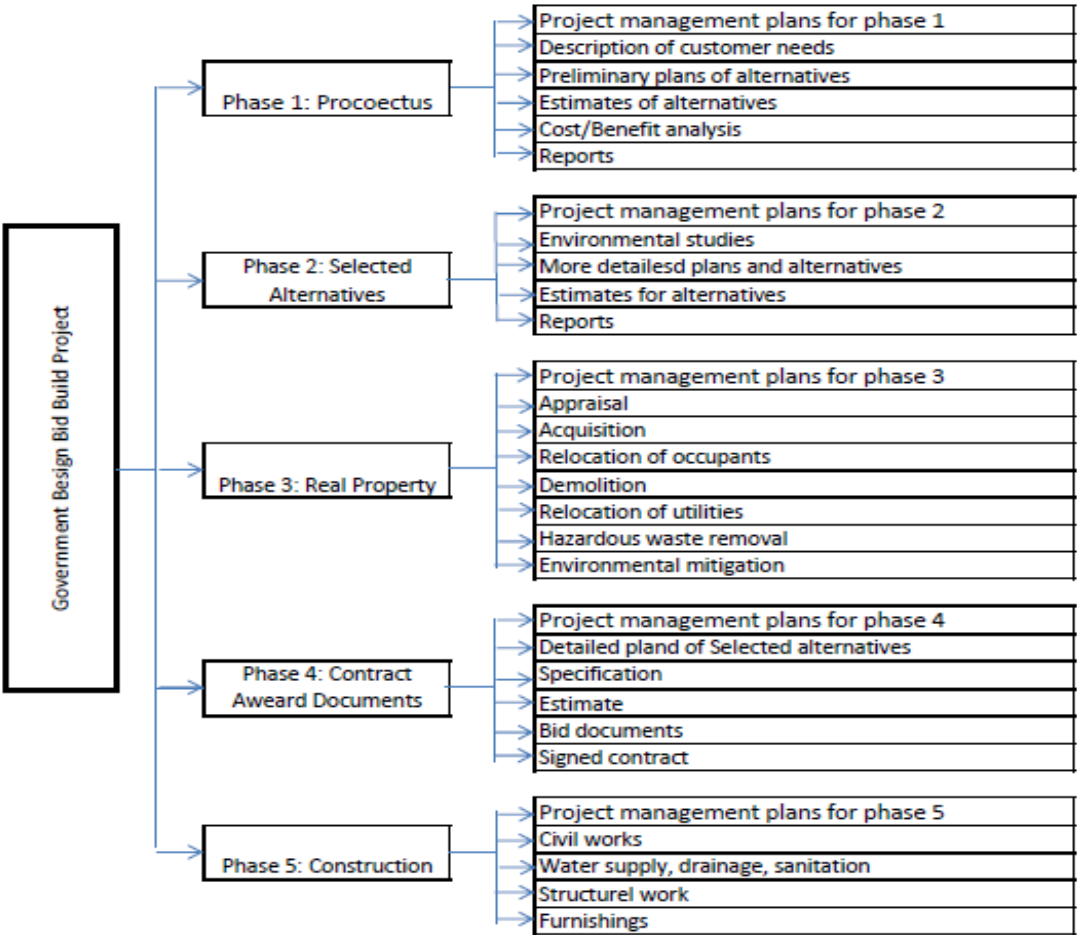 Government Besign Bid Build Project
Phase 1: Procoectus
Project management plans for phase 1
Description of customer needs
Preliminary plans of alternatives
Estimates of alternatives
Cost/Benefit analysis
Reports
Phase 2: Selected
Alternatives
Project management plans for phase 2
Environmental studies
More detailesd plans and alternatives
Estimates for alternatives
Reports
Phase 3: Real Property
Project management plans for phase 3
Appraisal
Acquisition
Relocation of occupants
Demolition
Relocation of utilities
Hazardous waste removal
Environmental mitigation
Phase 4: Contract
Aweard Documents
Project management plans for phase 4
Detailed pland of Selected alternatives
Specification
Estimate
Bid documents
Signed contract
Phase 5: Construction
Project management plans for phase 5
Civil works
Water supply, drainage, sanitation
Structurel work
Furnishings